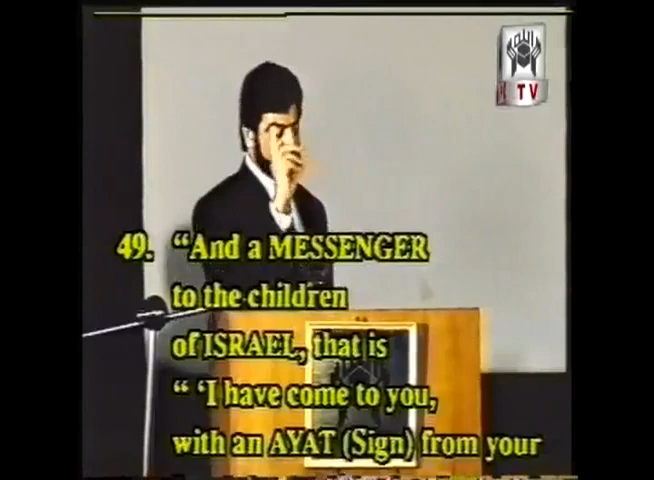 TV
49. “And a MESSENGER
to the children
of ISRAEL, that is
“ ‘I have come to you,
with an AYAT (Sign) from your